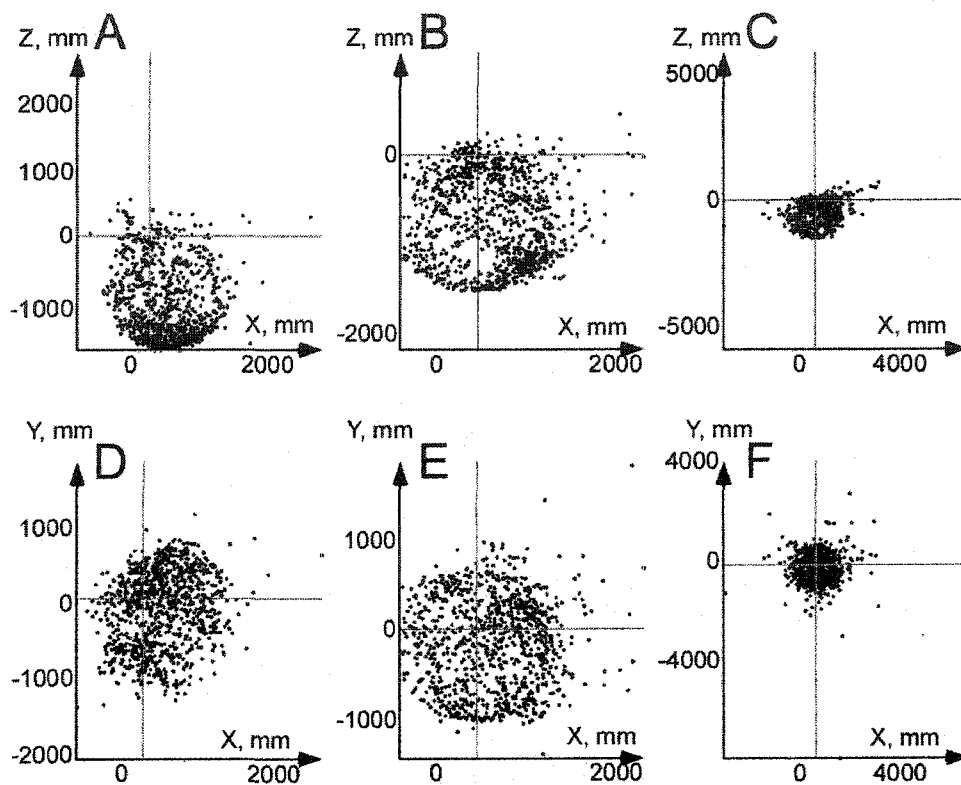 Z, mm A
2000
1000
0
-1000
X, mm
0 2000
Z, mm B
0
-2000
X, mm
0 2000
Z, mm C
5000
0
-5000
X, mm
0 4000
Y, mm
D
1000
0
-1000
-2000
X, mm
0 2000
Y, mm
E
1000
0
-1000
X, mm
0 2000
Y, mm
F
4000
0
-4000
X, mm
0 4000